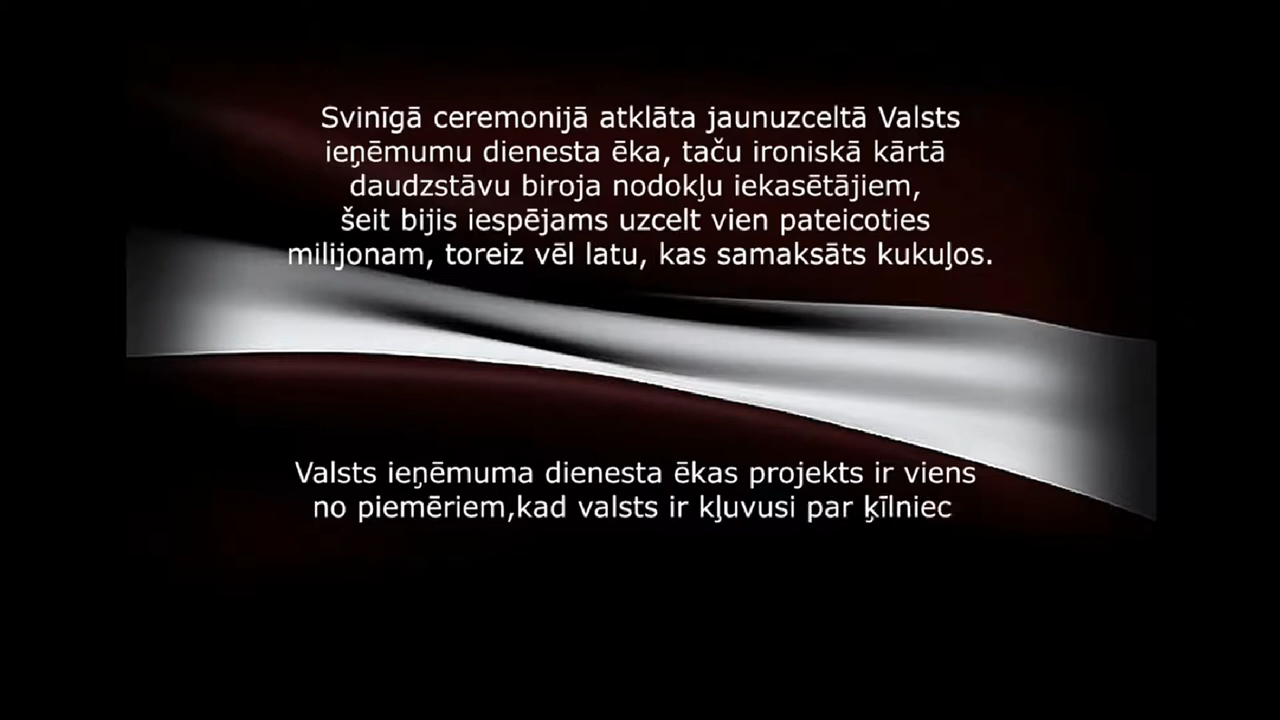 Svinīgā ceremonijā atklāta jaunuzceltā Valsts
ieņēmumu dienesta ēka, taču ironiskā kārtā
daudzstāvu biroja nodokļu iekasētājiem,
šeit bijis iespējams uzcelt vien pateicoties
milijonam, toreiz vēl latu, kas samaksāts kukuļos.
Valsts ieņēmuma dienesta ēkas projekts ir viens
no piemēriem,kad valsts ir kļuvusi par ķīlniec